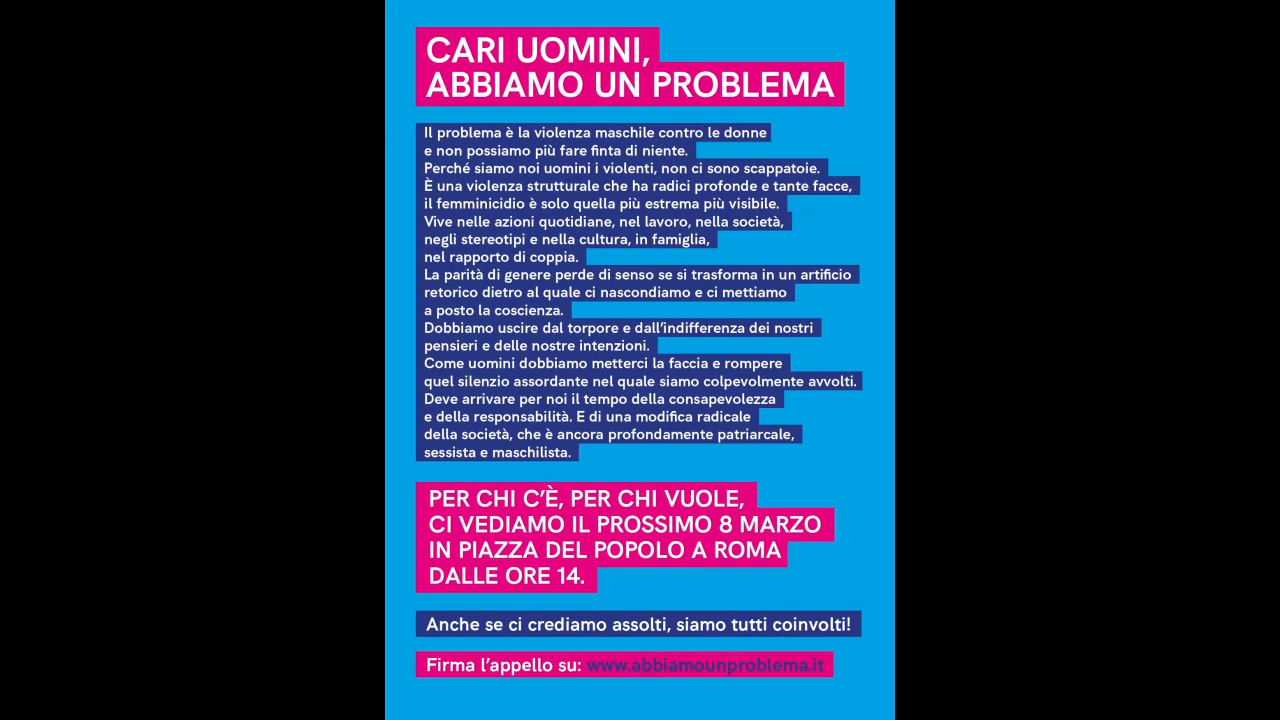 CARI UOMINI,
ABBIAMO UN PROBLEMA
Il problema è la violenza maschile contro le donne
e non possiamo più fare finta di niente.
Perché siamo noi uomini i violenti, non ci sono scappatoie.
È una violenza strutturale che ha radici profonde e tante facce,
il femminicidio è solo quella più estrema più visibile.
Vive nelle azioni quotidiane, nel lavoro, nella società,
negli stereotipi e nella cultura, in famiglia,
nel rapporto di coppia.
La parità di genere perde di senso se si trasforma in un artificio
retorico dietro al quale ci nascondiamo e ci mettiamo
a posto la coscienza.
Dobbiamo uscire dal torpore e dall’indifferenza dei nostri
pensieri e delle nostre intenzioni.
Come uomini dobbiamo metterci la faccia e rompere
quel silenzio assordante nel quale siamo colpevolmente avvolti.
Deve arrivare per noi il tempo della consapevolezza
e della responsabilità. E di una modifica radicale
della società, che è ancora profondamente patriarcale,
sessista e maschilista.
PER CHI C’È, PER CHI VUOLE,
CI VEDIAMO IL PROSSIMO 8 MARZO
IN PIAZZA DEL POPOLO A ROMA
DALLE ORE 14.
Anche se ci crediamo assolti, siamo tutti coinvolti!
Firma l’appello su: www.abbiamounproblema.it